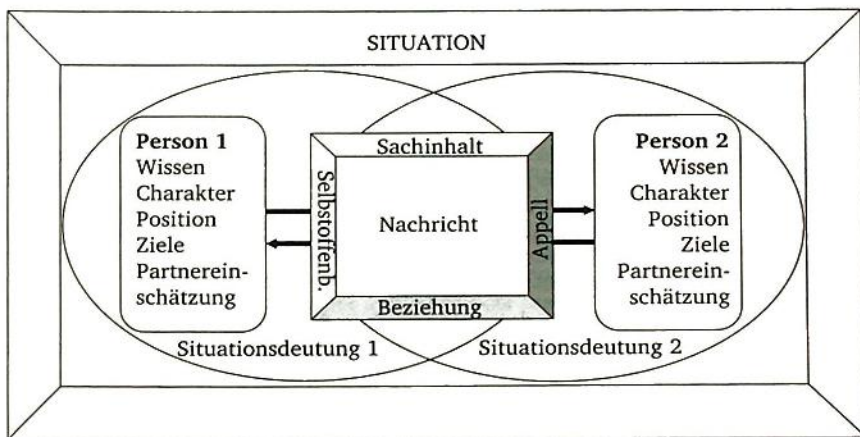 SITUATION
Person 1
Wissen
Charakter
Position
Ziele
Partnerein-
schätzung
Sachinhalt
Selbstoffenb.
Nachricht
Appell
Beziehung
Person 2
Wissen
Charakter
Position
Ziele
Partnerein-
schätzung
Situationsdeutung 1
Situationsdeutung 2